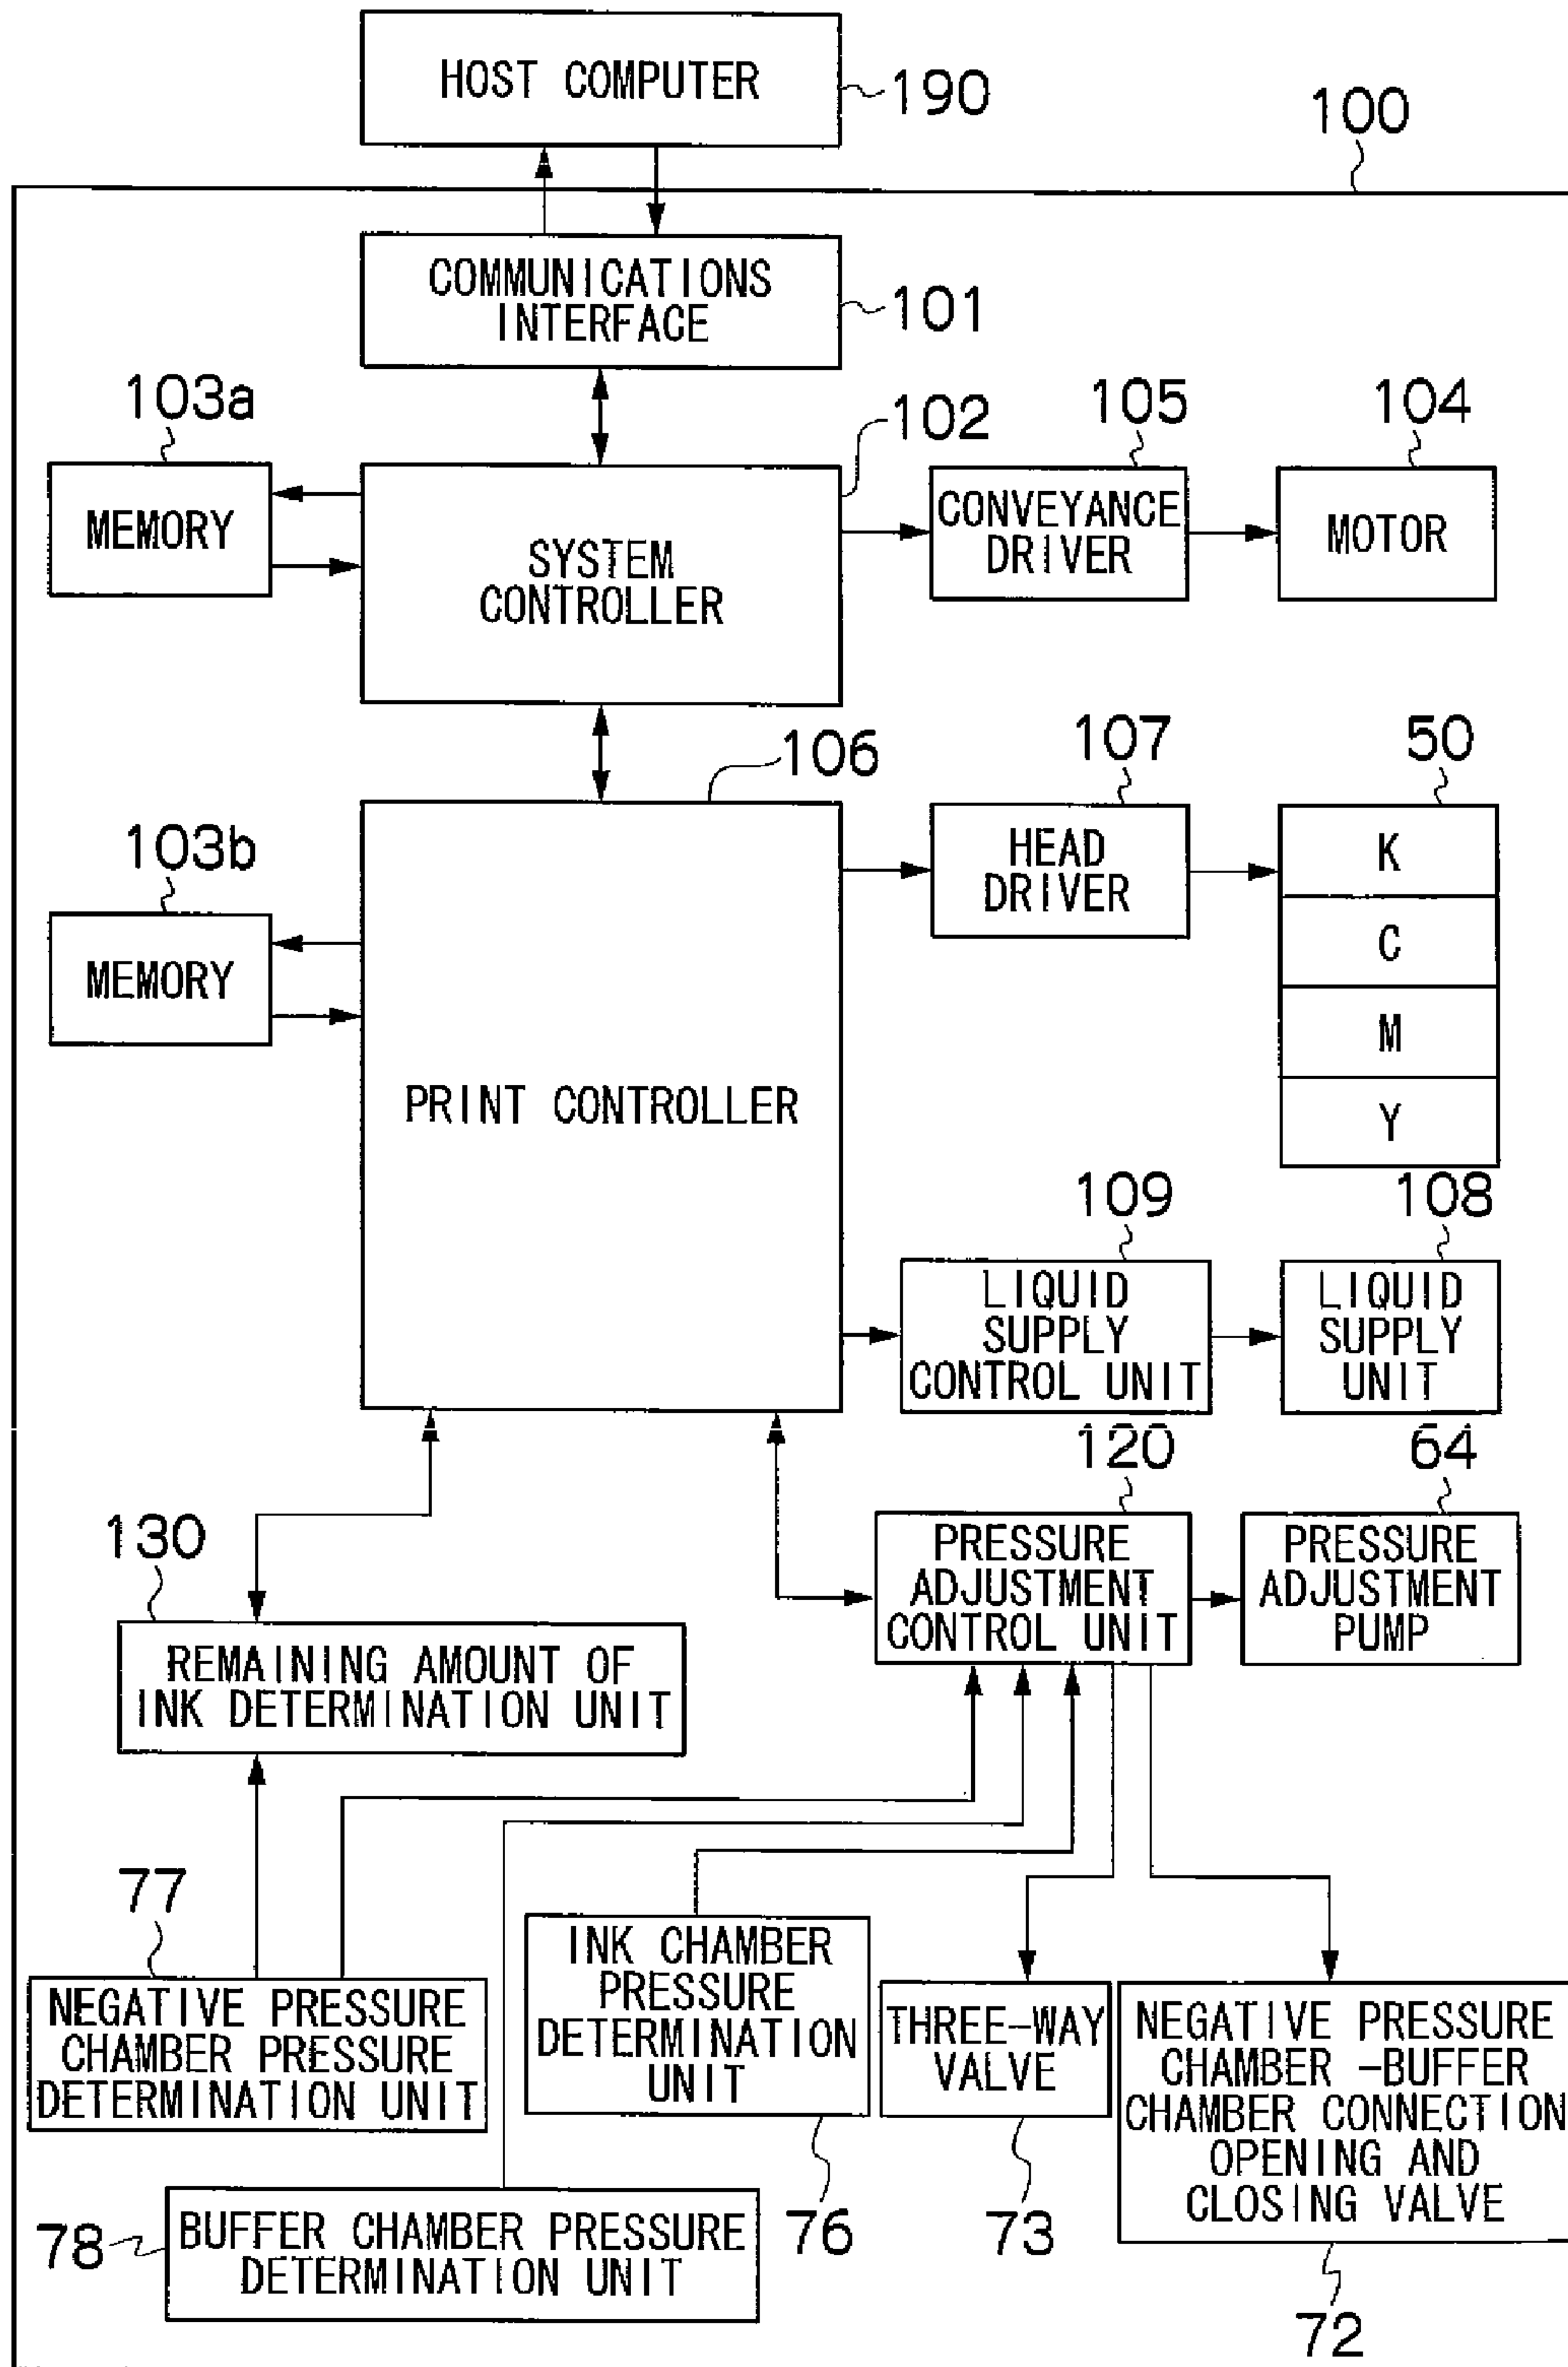 HOST COMPUTER
190
100
COMMUNICATIONS
INTERFACE
101
103a
102
105
104
MEMORY
SYSTEM
CONTROLLER
CONVEYANCE
DRIVER
MOTOR
106
107
50
103b
HEAD
DRIVER
K
C
M
Y
MEMORY
PRINT CONTROLLER
109
108
LIQUID
SUPPLY
CONTROL UNIT
LIQUID
SUPPLY
UNIT
120
64
130
PRESSURE
ADJUSTMENT
CONTROL UNIT
PRESSURE
ADJUSTMENT
PUMP
REMAINING AMOUNT OF
INK DETERMINATION UNIT
77
NEGATIVE PRESSURE
CHAMBER PRESSURE
DETERMINATION UNIT
INK CHAMBER
PRESSURE
DETERMINATION
UNIT
THREE-WAY
VALVE
NEGATIVE PRESSURE
CHAMBER -BUFFER
CHAMBER CONNECTION
OPENING AND
CLOSING VALVE
78
BUFFER CHAMBER PRESSURE
DETERMINATION UNIT
76
73
72